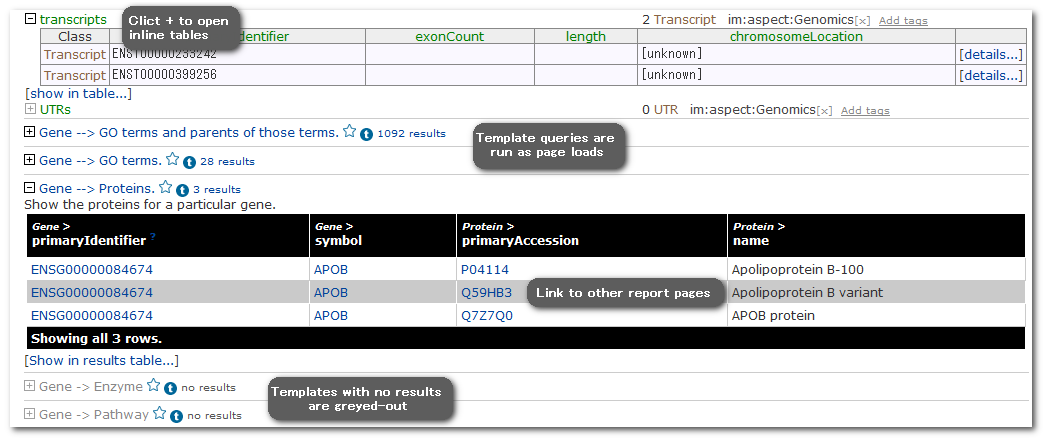 transcripts
Clict + to open
inline tables
2 Transcript im:aspect:Genomics[x] Add tags
Class dentifier exonCount length chromosomeLocation
Transcript ENST00000233242 [unknown] [details...]
Transcript ENST00000399256 [unknown] [details...]
[show in table...]
UTRs 0 UTR im:aspect:Genomics[x] Add tags
Gene --> GO terms and parents of those terms. t 1092 results
Template queries are
run as page loads
Gene --> GO terms. t 28 results
Gene --> Proteins. t 3 results
Show the proteins for a particular gene.
Gene > Gene > Protein > Protein >
primaryIdentifier ? symbol primaryAccession name
ENSG00000084674 APOB P04114 Apolipoprotein B-100
ENSG00000084674 APOB Q59HB3 Link to other report pages Apolipoprotein B variant
ENSG00000084674 APOB Q7Z7Q0 APOB protein
Showing all 3 rows.
[Show in results table...]
Gene -> Enzyme t no results
Templates with no results
are greyed-out
Gene -> Pathway t no results